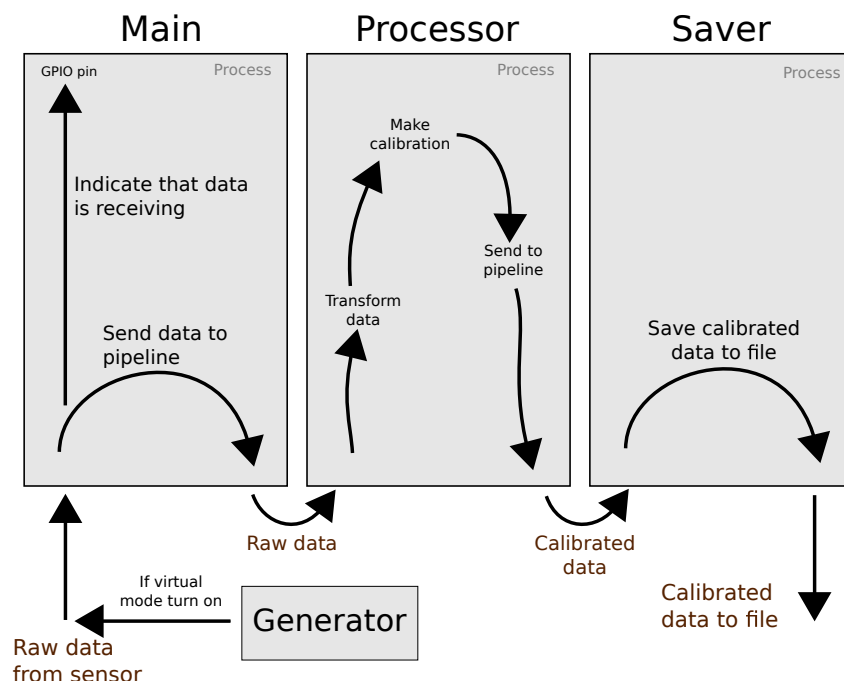 Main
Processor
Saver
GPIO pin
Process
Indicate that data
is receiving
Send data to
pipeline
Process
Make
calibration
Send to
pipeline
Transform
data
Process
Save calibrated
data to file
Raw data
Calibrated
data
Calibrated
data to file
If virtual
mode turn on
Generator
Raw data
from sensor